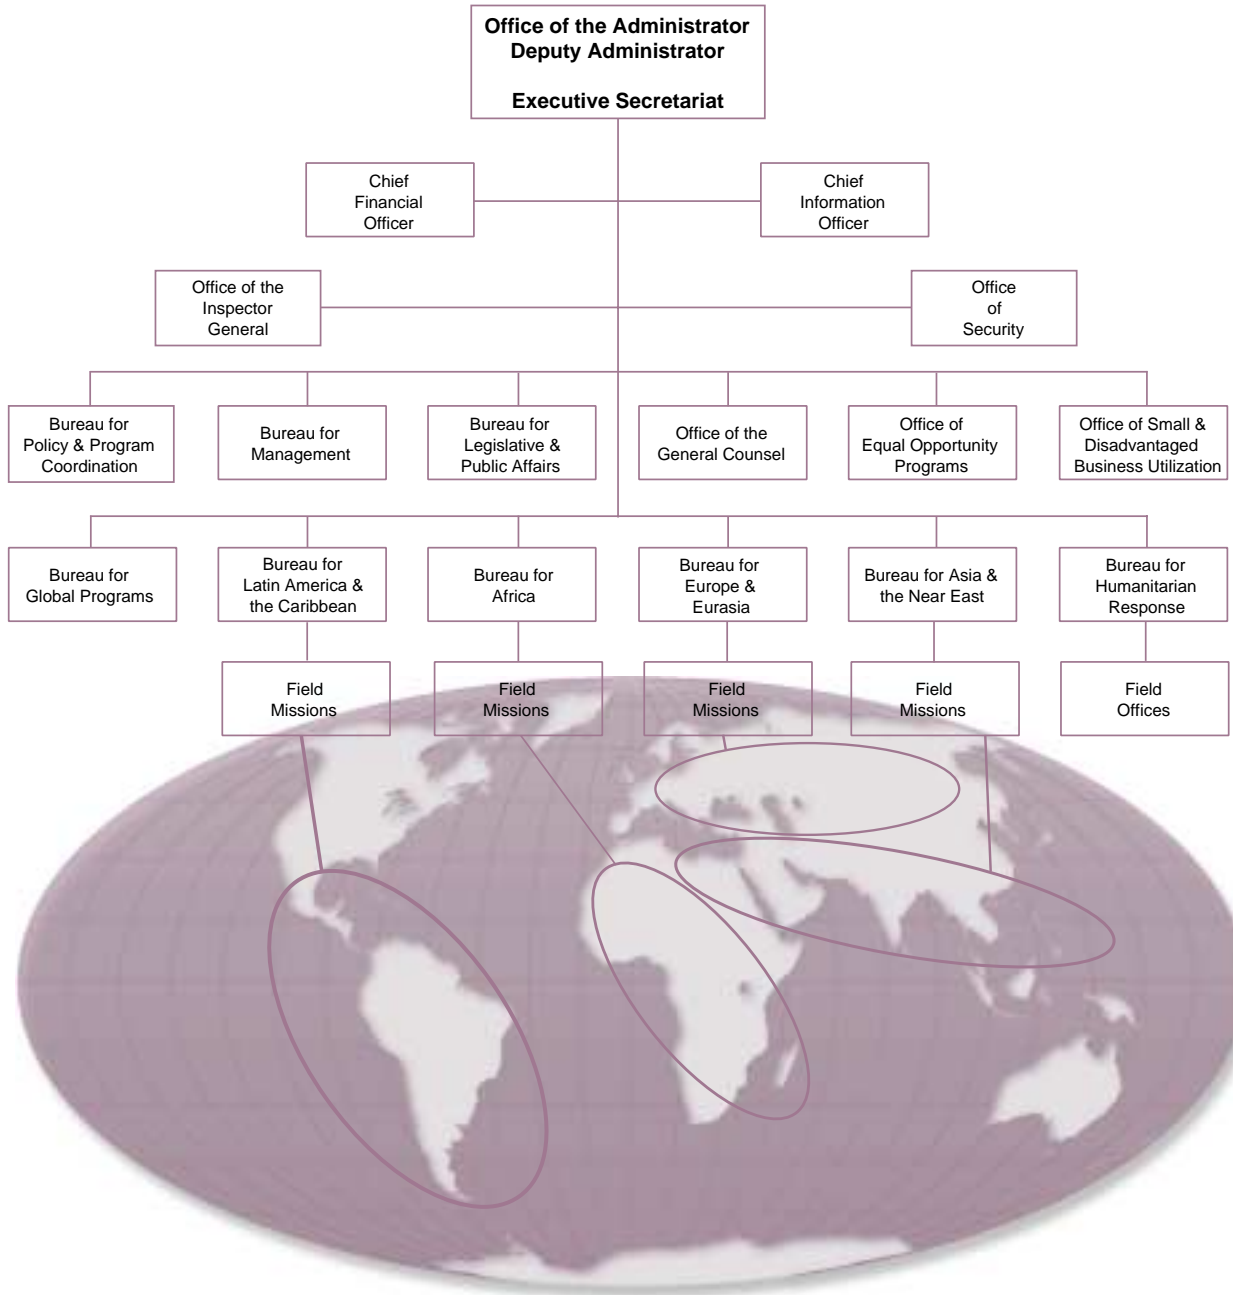 Office of the Administrator
Deputy Administrator
Executive Secretariat
Chief
Financial
Officer
Chief
Information
Officer
Office of the
Inspector
General
Office
of
Security
Bureau for
Policy & Program
Coordination
Bureau for
Management
Bureau for
Legislative &
Public Affairs
Office of the
General Counsel
Office of
Equal Opportunity
Programs
Office of Small &
Disadvantaged
Business Utilization
Bureau for
Global Programs
Bureau for
Latin America &
the Caribbean
Bureau for
Africa
Bureau for
Europe &
Eurasia
Bureau for Asia &
the Near East
Bureau for
Humanitarian
Response
Field
Missions
Field
Missions
Field
Missions
Field
Missions
Field
Offices